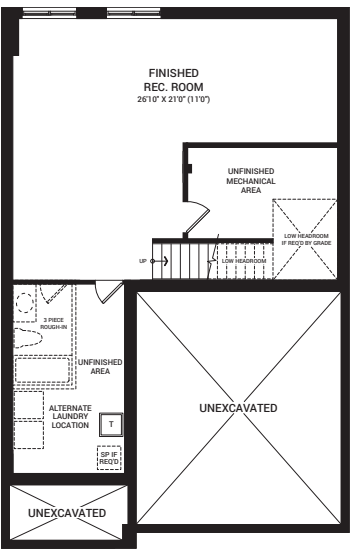 FINISHED
REC. ROOM
26'10" X 21'0" (11'0")
UNFINISHED
MECHANICAL
AREA
LOW HEADROOM
IF REQ'D BY GRADE
UP
LOW HEADROOM
3 PIECE
ROUGH-IN
UNFINISHED
AREA
ALTERNATE
LAUNDRY
LOCATION
T
SP IF
REQ'D
UNEXCAVATED
UNEXCAVATED